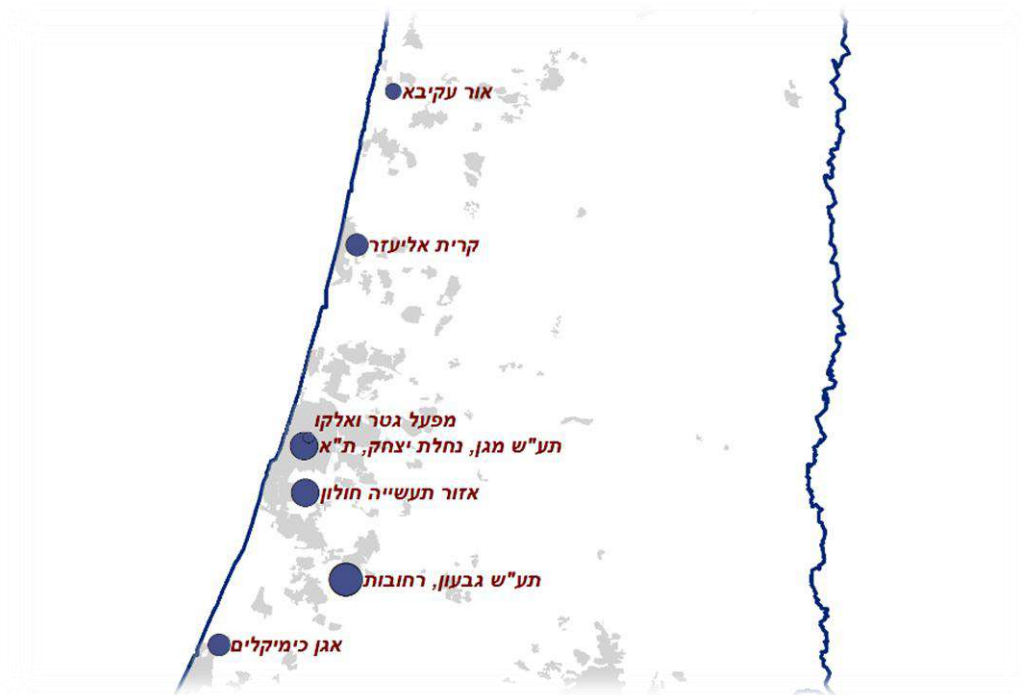 אור עקיבא
קרית אליעזר
מפעל גטר ואלקו
תע"ש מגן, נחלת יצחק, ת"א
אזור תעשייה חולון
תע"ש גבעון, רחובות
אגן כימיקלים